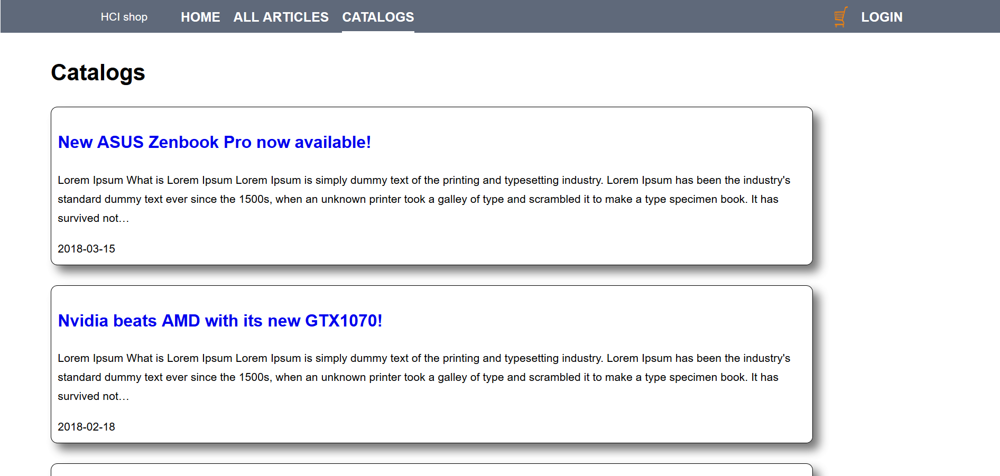 HCI shop HOME ALL ARTICLES CATALOGS LOGIN
Catalogs
New ASUS Zenbook Pro now available!
Lorem Ipsum What is Lorem Ipsum Lorem Ipsum is simply dummy text of the printing and typesetting industry. Lorem Ipsum has been the industry's
standard dummy text ever since the 1500s, when an unknown printer took a galley of type and scrambled it to make a type specimen book. It has
survived not…
2018-03-15
Nvidia beats AMD with its new GTX1070!
Lorem Ipsum What is Lorem Ipsum Lorem Ipsum is simply dummy text of the printing and typesetting industry. Lorem Ipsum has been the industry's
standard dummy text ever since the 1500s, when an unknown printer took a galley of type and scrambled it to make a type specimen book. It has
survived not…
2018-02-18